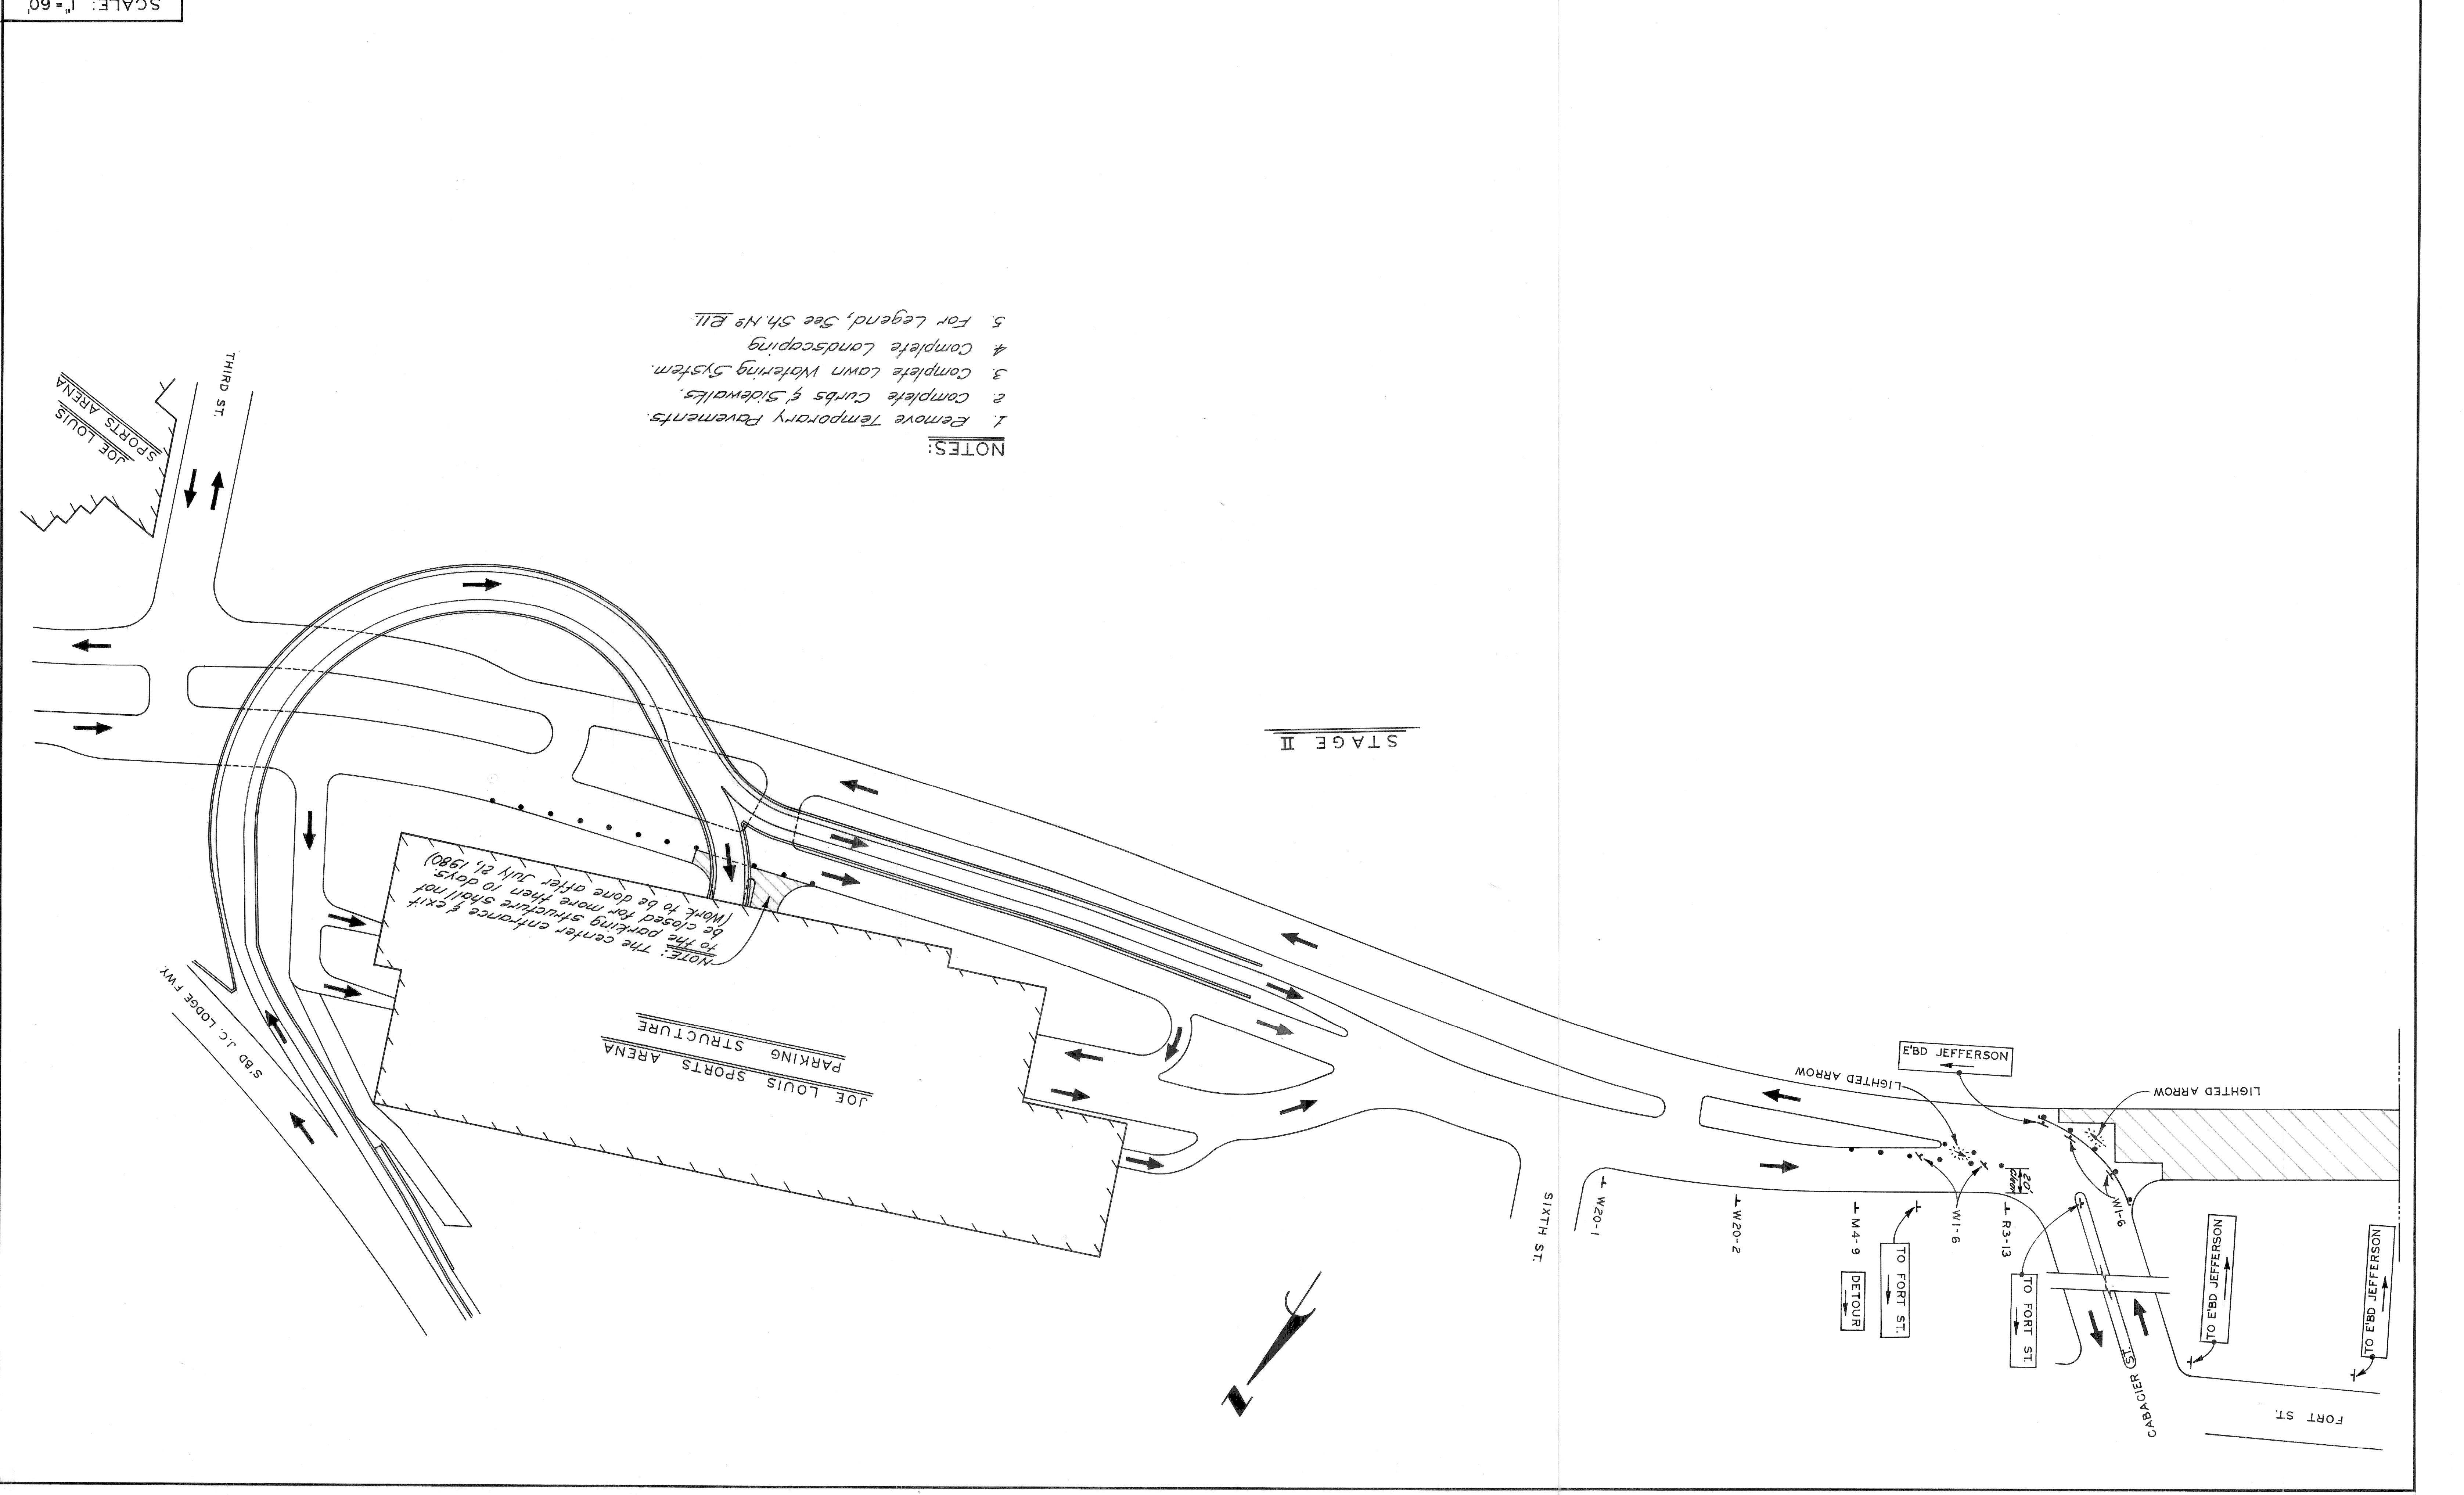 SCALE: 1" = 60'
NOTES:
1. Remove Temporary Pavements.
2. Complete Curbs & Sidewalks.
3. Complete Lawn Watering System.
4. Complete Landscaping
5. For Legend, See Sh. Nº R11
STAGE II
THIRD ST.
JOE LOUIS
SPORTS ARENA
NOTE: The center entrance & exit
to the parking structure shall not
be closed for more then 10 days.
(Work to be done after July 21, 1980)
JOE LOUIS SPORTS ARENA
PARKING STRUCTURE
S'BD J.C. LODGE FWY.
SIXTH ST.
W20-1
W20-2
M4-9
DETOUR
TO FORT ST.
W1-6
R3-13
20'
clear
TO FORT ST.
LIGHTED ARROW
E'BD JEFFERSON
LIGHTED ARROW
W1-6
CABACIER ST.
TO E'BD JEFFERSON
TO E'BD JEFFERSON
FORT ST.
N